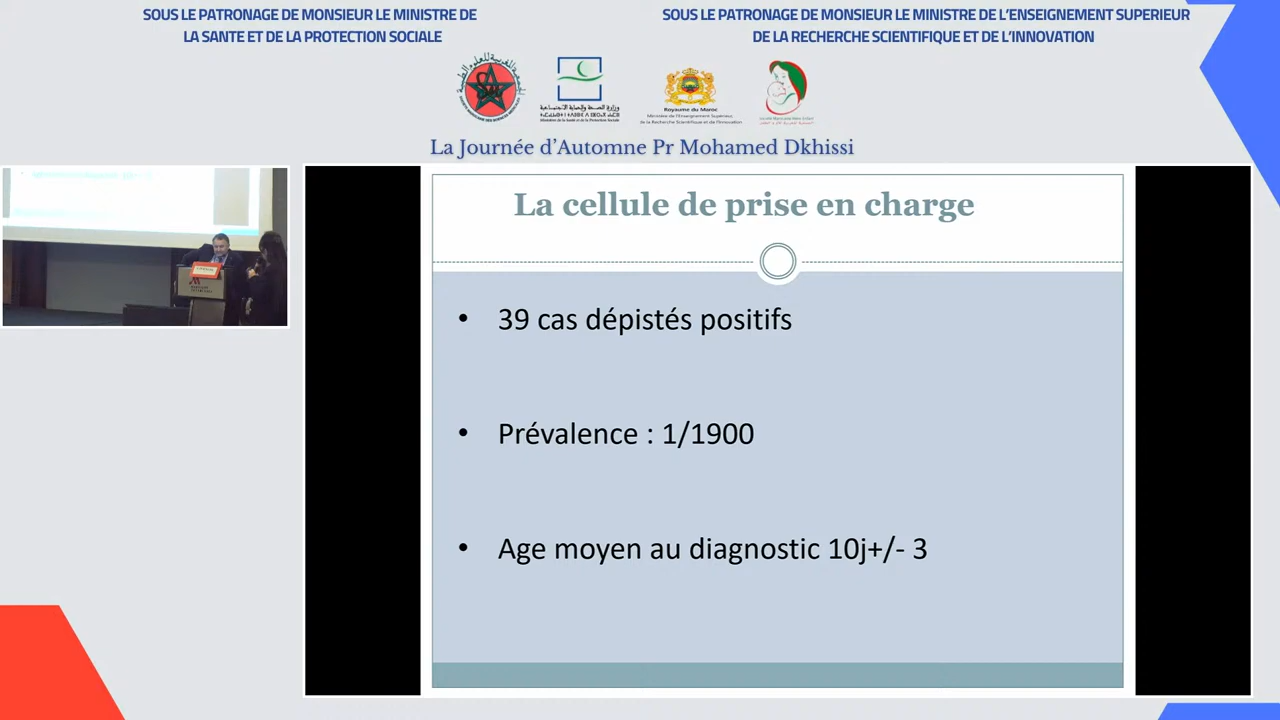 SOUS LE PATRONAGE DE MONSIEUR LE MINISTRE DE
LA SANTE ET DE LA PROTECTION SOCIALE
SOUS LE PATRONAGE DE MONSIEUR LE MINISTRE DE L'ENSEIGNEMENT SUPERIEUR
DE LA RECHERCHE SCIENTIFIQUE ET DE L'INNOVATION
Royaume du Maroc
La Journée d'Automne Pr Mohamed Dkhissi
La cellule de prise en charge
• 39 cas dépistés positifs
• Prévalence : 1/1900
• Age moyen au diagnostic 10j+/- 3